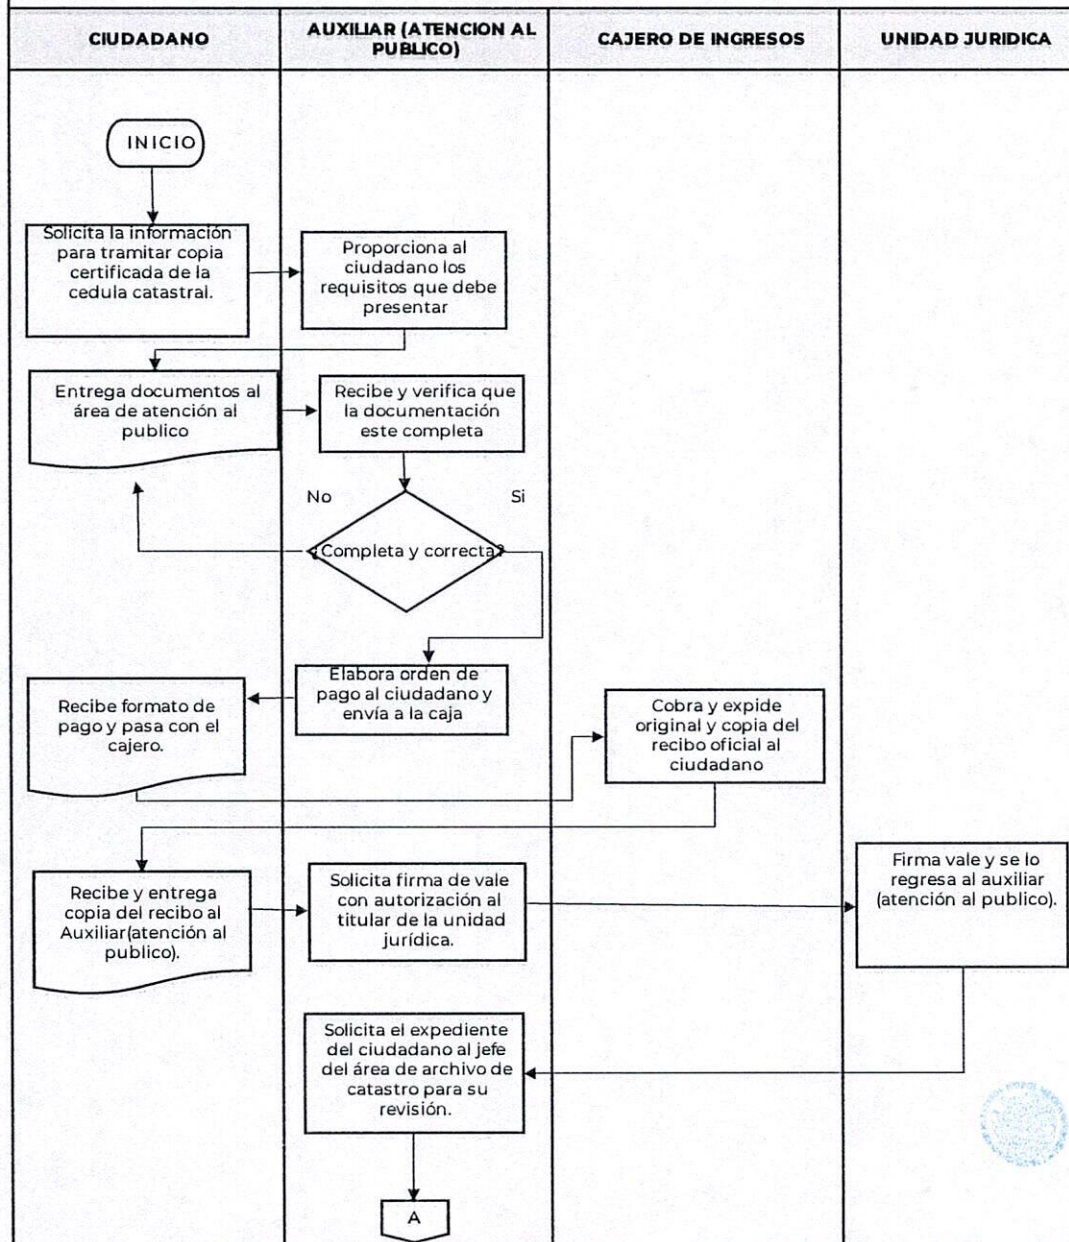 CIUDADANO
AUXILIAR (ATENCION AL
PUBLICO)
CAJERO DE INGRESOS
UNIDAD JURIDICA
INICIO
Solicita la información
para tramitar copia
certificada de la
cedula catastral.
Proporciona al
ciudadano los
requisitos que debe
presentar
Entrega documentos al
área de atención al
publico
Recibe y verifica que
la documentación
este completa
No
Si
¿Completa y correcta?
Elabora orden de
pago al ciudadano y
envía a la caja
Recibe formato de
pago y pasa con el
cajero.
Cobra y expide
original y copia del
recibo oficial al
ciudadano
Recibe y entrega
copia del recibo al
Auxiliar(atención al
publico).
Solicita firma de vale
con autorización al
titular de la unidad
jurídica.
Firma vale y se lo
regresa al auxiliar
(atención al publico).
Solicita el expediente
del ciudadano al jefe
del área de archivo de
catastro para su
revisión.
A